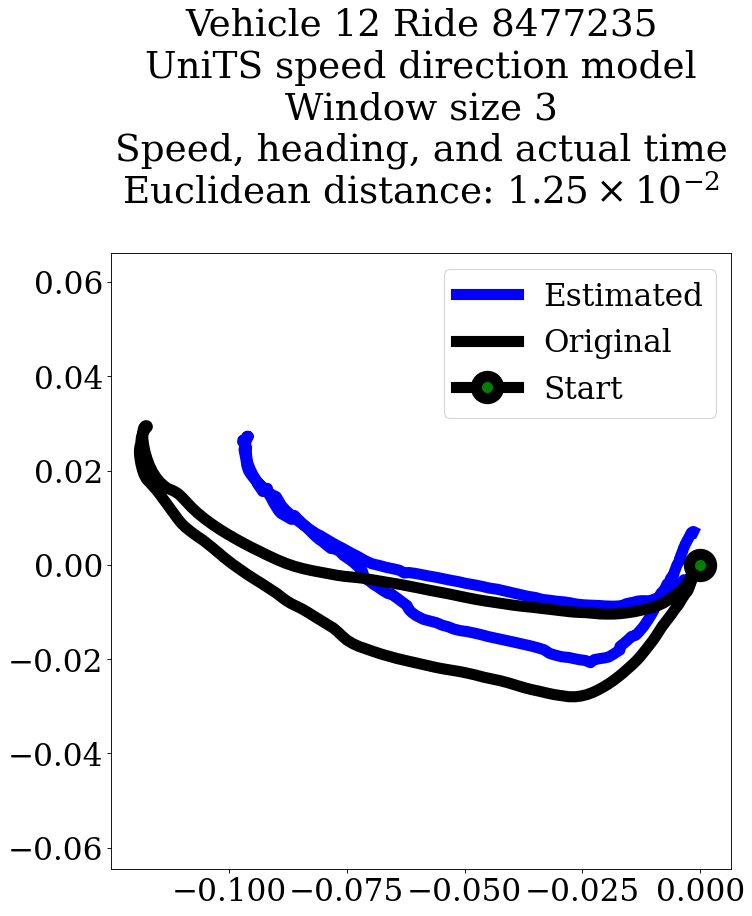 Vehicle 12 Ride 8477235
UniTS speed direction model
Window size 3
Speed, heading, and actual time
Euclidean distance: 1.25 × 10⁻²
Estimated
Original
Start
0.06
0.04
0.02
0.00
−0.02
−0.04
−0.06
−0.100 −0.075 −0.050 −0.025 0.000